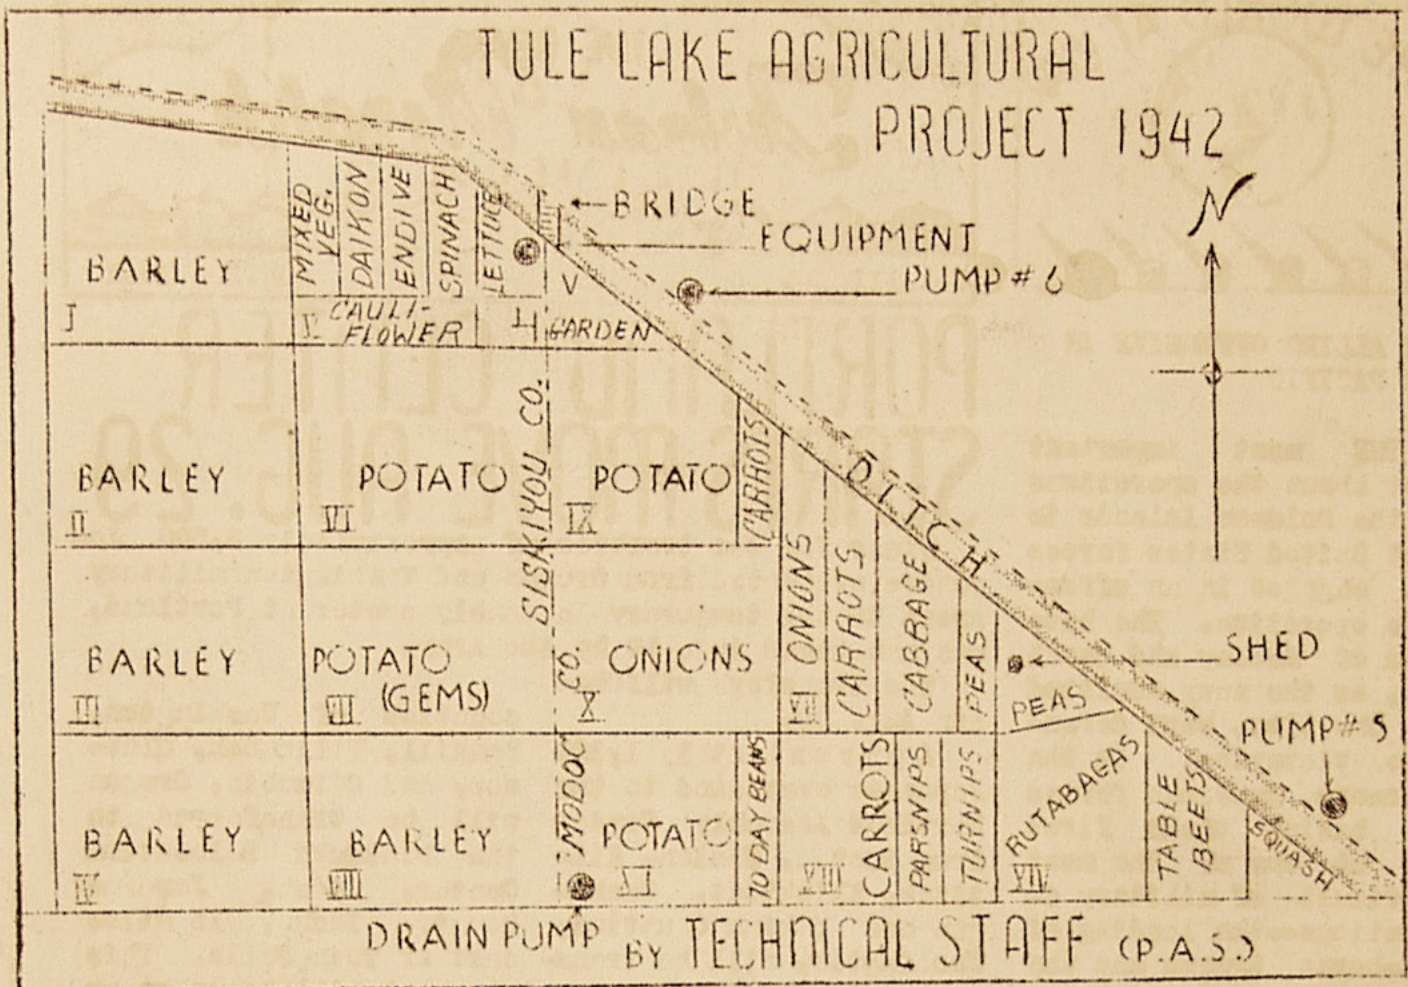 TULE LAKE AGRICULTURAL
PROJECT 1942
N
BRIDGE
EQUIPMENT
PUMP # 6
MIXED
VEG.
DAIKON
ENDIVE
SPINACH
LETTUCE
BARLEY
I
V
CAULI-
FLOWER
4
V
GARDEN
BARLEY
II
POTATO
VI
SISKIYOU CO.
POTATO
IX
CARROTS
DITCH
BARLEY
III
POTATO
(GEMS)
VII
MODOC CO.
ONIONS
X
ONIONS
CARROTS
CABBAGE
PEAS
PEAS
SHED
PUMP # 5
BARLEY
IV
BARLEY
VIII
POTATO
XI
70 DAY BEANS
XIII
CARROTS
PARSNIPS
TURNIPS
RUTABAGAS
XIV
TABLE
BEETS
SQUASH
DRAIN PUMP
BY TECHNICAL STAFF (P.A.S.)